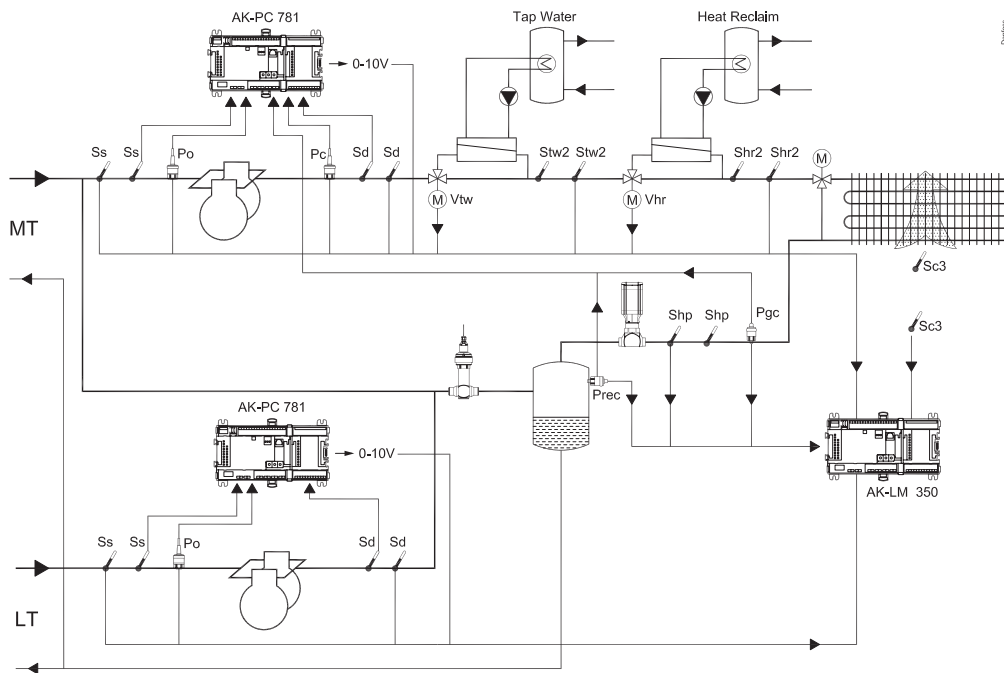 AK-PC 781
Tap Water
Heat Reclaim
0-10V
Ss
Ss
Po
Pc
Sd
Sd
Stw2
Stw2
Shr2
Shr2
M
MT
M
Vtw
M
Vhr
Sc3
Shp
Shp
Pgc
Sc3
Prec
AK-PC 781
0-10V
AK-LM 350
Ss
Ss
Po
Sd
Sd
LT